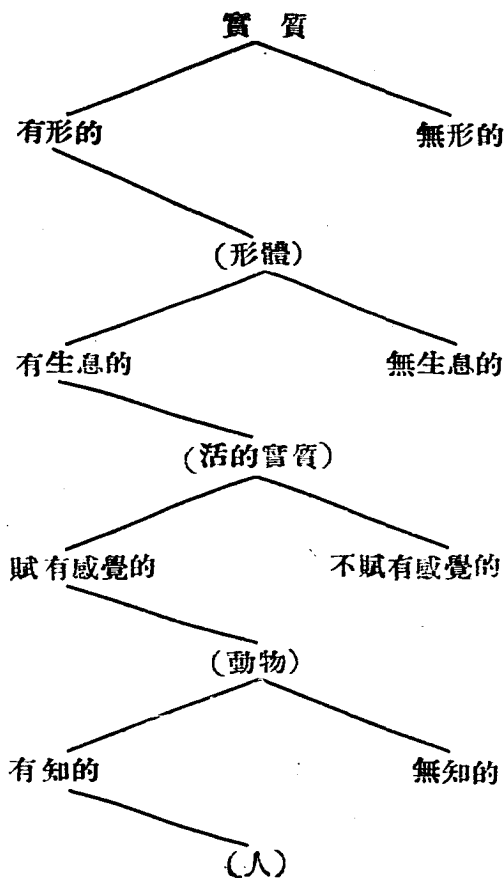 實質
有形的 無形的
(形體)
有生息的 無生息的
(活的實質)
賦有感覺的 不賦有感覺的
(動物)
有知的 無知的
(人)